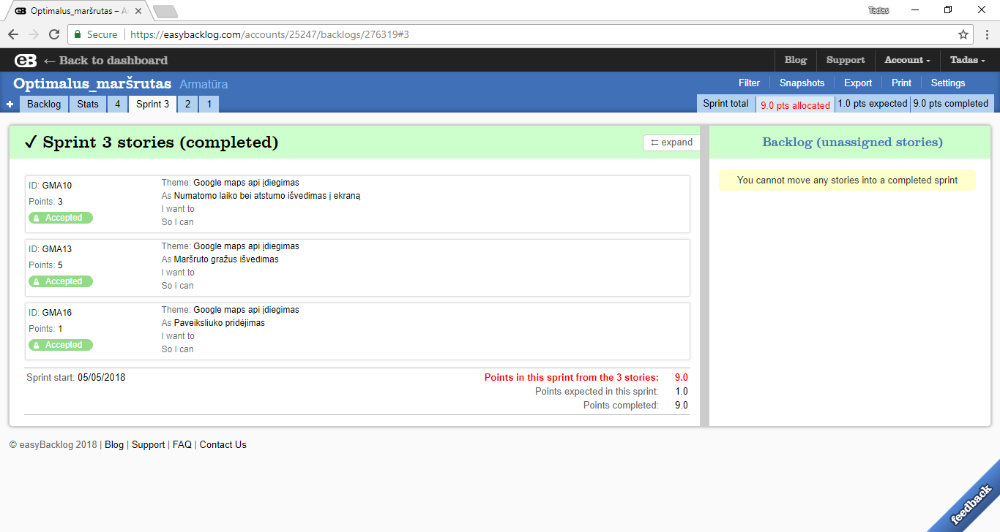 Optimalus_maršrutas – A
Tadas
Secure
https://easybacklog.com/accounts/25247/backlogs/276319#3
eB
← Back to dashboard
Blog
Support
Account
Tadas
Optimalus_maršrutas Armatūra
Filter
Snapshots
Export
Print
Settings
+ Backlog Stats 4 Sprint 3 2 1
Sprint total 9.0 pts allocated 1.0 pts expected 9.0 pts completed
✓ Sprint 3 stories (completed)
expand
Backlog (unassigned stories)
You cannot move any stories into a completed sprint
ID: GMA10
Points: 3
Accepted
Theme: Google maps api įdiegimas
As Numatomo laiko bei atstumo išvedimas į ekraną
I want to
So I can
ID: GMA13
Points: 5
Accepted
Theme: Google maps api įdiegimas
As Maršruto gražus išvedimas
I want to
So I can
ID: GMA16
Points: 1
Accepted
Theme: Google maps api įdiegimas
As Paveiksliuko pridėjimas
I want to
So I can
Sprint start: 05/05/2018
Points in this sprint from the 3 stories: 9.0
Points expected in this sprint: 1.0
Points completed: 9.0
© easyBacklog 2018 | Blog | Support | FAQ | Contact Us
feedback